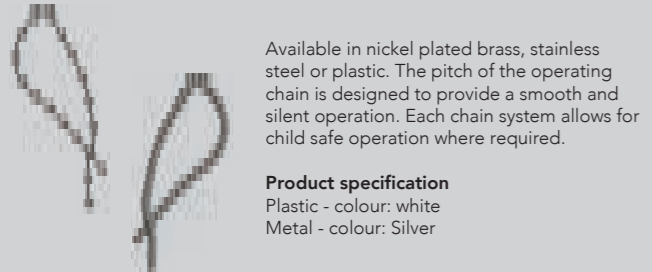 Available in nickel plated brass, stainless
steel or plastic. The pitch of the operating
chain is designed to provide a smooth and
silent operation. Each chain system allows for
child safe operation where required.
Product specification
Plastic - colour: white
Metal - colour: Silver